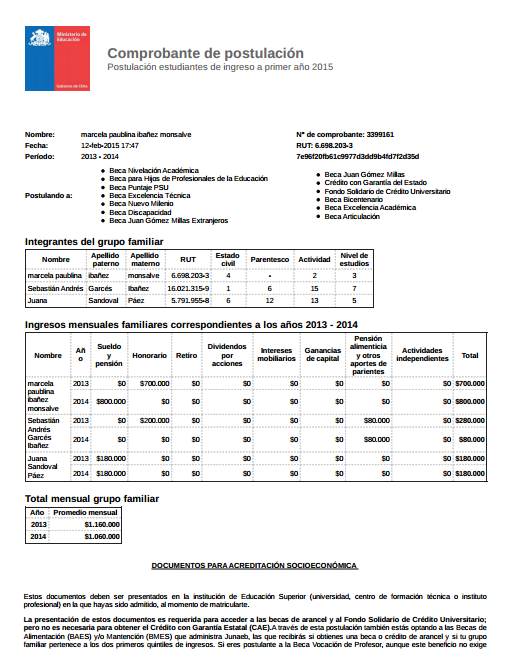 Ministerio de
Educación
Gobierno de Chile
Comprobante de postulación
Postulación estudiantes de ingreso a primer año 2015
Nombre: marcela paublina ibañez monsalve N° de comprobante: 3399161
Fecha: 12-feb-2015 17:47 RUT: 6.698.203-3
Período: 2013 - 2014 7e96f20fb61c9977d3dd9b4fd7f2d35d
Postulando a:
Beca Nivelación Académica
Beca para Hijos de Profesionales de la Educación
Beca Puntaje PSU
Beca Excelencia Técnica
Beca Nuevo Milenio
Beca Discapacidad
Beca Juan Gómez Millas Extranjeros
Beca Juan Gómez Millas
Crédito con Garantía del Estado
Fondo Solidario de Crédito Universitario
Beca Bicentenario
Beca Excelencia Académica
Beca Articulación
Integrantes del grupo familiar
Nombre Apellido paterno Apellido materno RUT Estado civil Parentesco Actividad Nivel de estudios
marcela paublina ibañez monsalve 6.698.203-3 4 - 2 3
Sebastián Andrés Garcés Ibañez 16.021.315-9 1 6 15 7
Juana Sandoval Páez 5.791.955-8 6 12 13 5
Ingresos mensuales familiares correspondientes a los años 2013 - 2014
Nombre Año Sueldo y pensión Honorario Retiro Dividendos por acciones Intereses mobiliarios Ganancias de capital Pensión alimenticia y otros aportes de parientes Actividades independientes Total
marcela paublina ibañez monsalve
2013 $0 $700.000 $0 $0 $0 $0 $0 $0 $700.000
2014 $800.000 $0 $0 $0 $0 $0 $0 $0 $800.000
Sebastián Andrés Garcés Ibañez
2013 $0 $200.000 $0 $0 $0 $0 $80.000 $0 $280.000
2014 $0 $0 $0 $0 $0 $0 $80.000 $0 $80.000
Juana Sandoval Páez
2013 $180.000 $0 $0 $0 $0 $0 $0 $0 $180.000
2014 $180.000 $0 $0 $0 $0 $0 $0 $0 $180.000
Total mensual grupo familiar
Año Promedio mensual
2013 $1.160.000
2014 $1.060.000
DOCUMENTOS PARA ACREDITACIÓN SOCIOECONÓMICA
Estos documentos deben ser presentados en la institución de Educación Superior (universidad, centro de formación técnica o instituto
profesional) en la que hayas sido admitido, al momento de matricularte.
La presentación de estos documentos es requerida para acceder a las becas de arancel y al Fondo Solidario de Crédito Universitario;
pero no es necesaria para obtener el Crédito con Garantía Estatal (CAE).A través de esta postulación también estás optando a las Becas de
Alimentación (BAES) y/o Mantención (BMES) que administra Junaeb, las que recibirás si obtienes una beca o crédito de arancel y si tu grupo
familiar pertenece a los dos primeros quintiles de ingresos. Si eres postulante a la Beca Vocación de Profesor, aunque este beneficio no exige